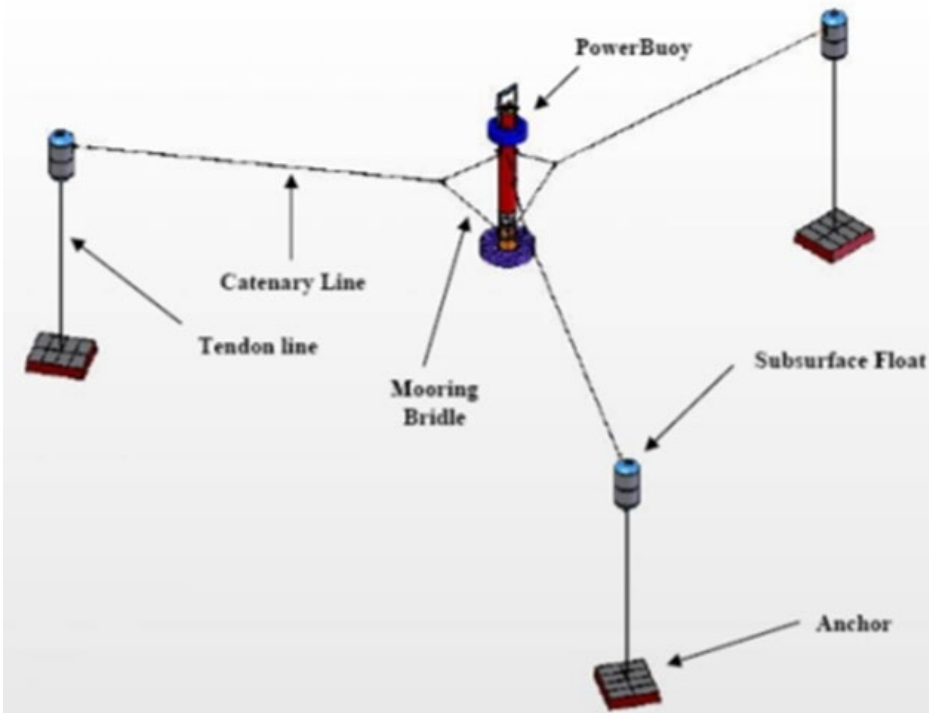 PowerBuoy
Catenary Line
Tendon line
Mooring
Bridle
Subsurface Float
Anchor